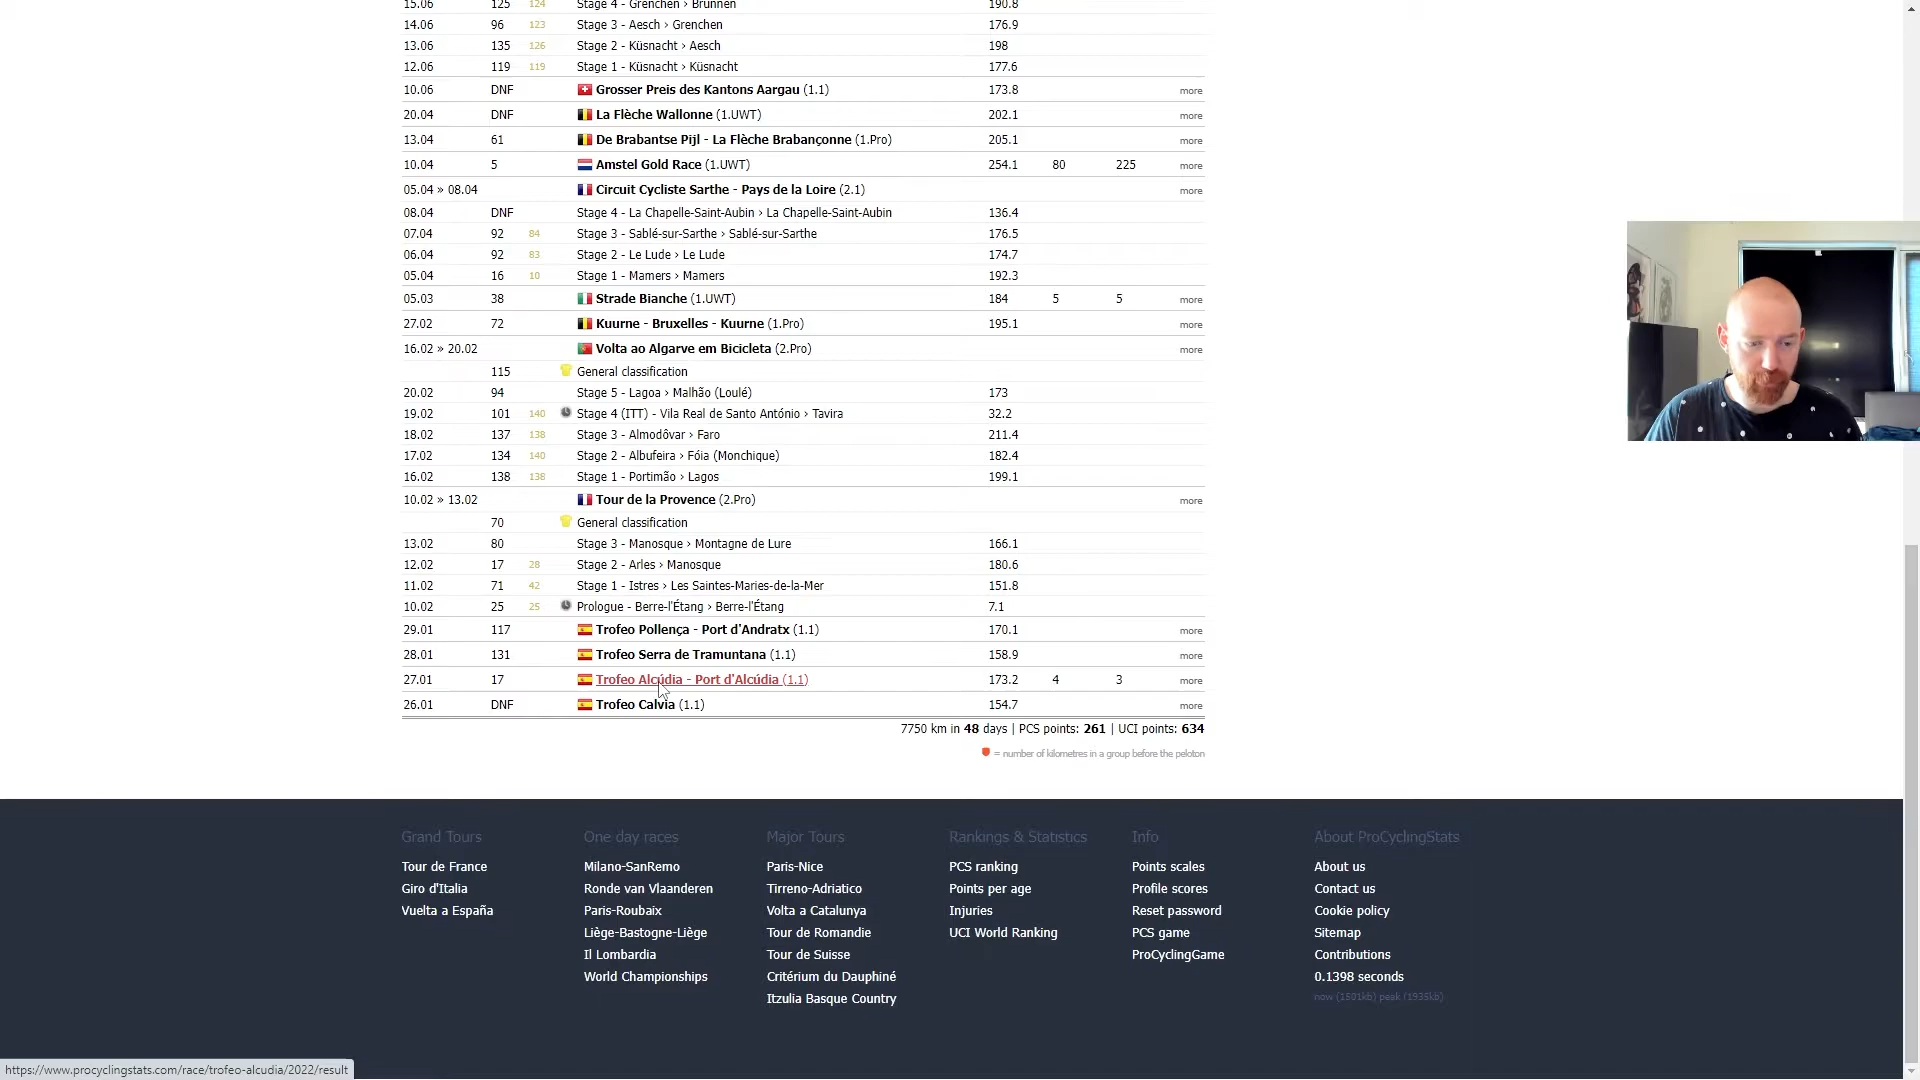 15.06 125 124 Stage 4 - Grenchen › Brunnen 190.8
14.06 96 123 Stage 3 - Aesch › Grenchen 176.9
13.06 135 126 Stage 2 - Küsnacht › Aesch 198
12.06 119 119 Stage 1 - Küsnacht › Küsnacht 177.6
10.06 DNF Grosser Preis des Kantons Aargau (1.1) 173.8 more
20.04 DNF La Flèche Wallonne (1.UWT) 202.1 more
13.04 61 De Brabantse Pijl - La Flèche Brabançonne (1.Pro) 205.1 more
10.04 5 Amstel Gold Race (1.UWT) 254.1 80 225 more
05.04 » 08.04 Circuit Cycliste Sarthe - Pays de la Loire (2.1) more
08.04 DNF Stage 4 - La Chapelle-Saint-Aubin › La Chapelle-Saint-Aubin 136.4
07.04 92 84 Stage 3 - Sablé-sur-Sarthe › Sablé-sur-Sarthe 176.5
06.04 92 83 Stage 2 - Le Lude › Le Lude 174.7
05.04 16 10 Stage 1 - Mamers › Mamers 192.3
05.03 38 Strade Bianche (1.UWT) 184 5 5 more
27.02 72 Kuurne - Bruxelles - Kuurne (1.Pro) 195.1 more
16.02 » 20.02 Volta ao Algarve em Bicicleta (2.Pro) more
115 General classification
20.02 94 Stage 5 - Lagoa › Malhão (Loulé) 173
19.02 101 140 Stage 4 (ITT) - Vila Real de Santo António › Tavira 32.2
18.02 137 138 Stage 3 - Almodôvar › Faro 211.4
17.02 134 140 Stage 2 - Albufeira › Fóia (Monchique) 182.4
16.02 138 138 Stage 1 - Portimão › Lagos 199.1
10.02 » 13.02 Tour de la Provence (2.Pro) more
70 General classification
13.02 80 Stage 3 - Manosque › Montagne de Lure 166.1
12.02 17 28 Stage 2 - Arles › Manosque 180.6
11.02 71 42 Stage 1 - Istres › Les Saintes-Maries-de-la-Mer 151.8
10.02 25 25 Prologue - Berre-l'Étang › Berre-l'Étang 7.1
29.01 117 Trofeo Pollença - Port d'Andratx (1.1) 170.1 more
28.01 131 Trofeo Serra de Tramuntana (1.1) 158.9 more
27.01 17 Trofeo Alcúdia - Port d'Alcúdia (1.1) 173.2 4 3 more
26.01 DNF Trofeo Calvia (1.1) 154.7 more
7750 km in 48 days | PCS points: 261 | UCI points: 634
= number of kilometres in a group before the peloton
Grand Tours One day races Major Tours Rankings & Statistics Info About ProCyclingStats
Tour de France Milano-SanRemo Paris-Nice PCS ranking Points scales About us
Giro d'Italia Ronde van Vlaanderen Tirreno-Adriatico Points per age Profile scores Contact us
Vuelta a España Paris-Roubaix Volta a Catalunya Injuries Reset password Cookie policy
Liège-Bastogne-Liège Tour de Romandie UCI World Ranking PCS game Sitemap
Il Lombardia Tour de Suisse ProCyclingGame Contributions
World Championships Critérium du Dauphiné 0.1398 seconds
Itzulia Basque Country now (1501kb) peak (1935kb)
https://www.procyclingstats.com/race/trofeo-alcudia/2022/result